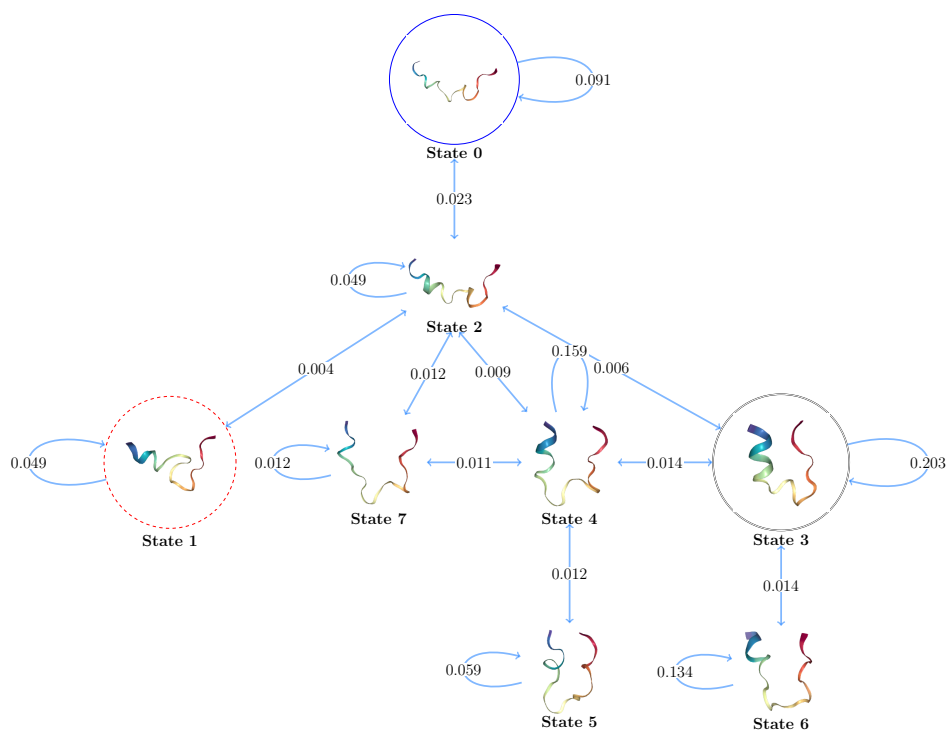 0.091
State 0
0.023
0.049
State 2
0.159
0.004
0.012
0.009
0.006
0.049
0.012
0.011
0.014
0.203
State 1
State 7
State 4
State 3
0.012
0.014
0.059
0.134
State 5
State 6